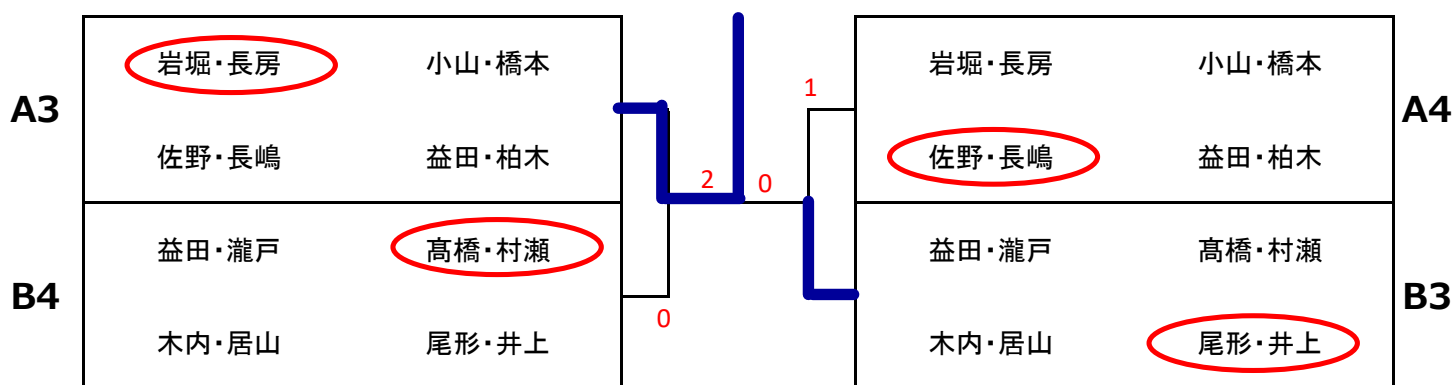 岩堀・長房 小山・橋本
A3
佐野・長嶋 益田・柏木
益田・瀧戸 髙橋・村瀬
B4
木内・居山 尾形・井上
2 0
0
1
岩堀・長房 小山・橋本
A4
佐野・長嶋 益田・柏木
益田・瀧戸 髙橋・村瀬
B3
木内・居山 尾形・井上